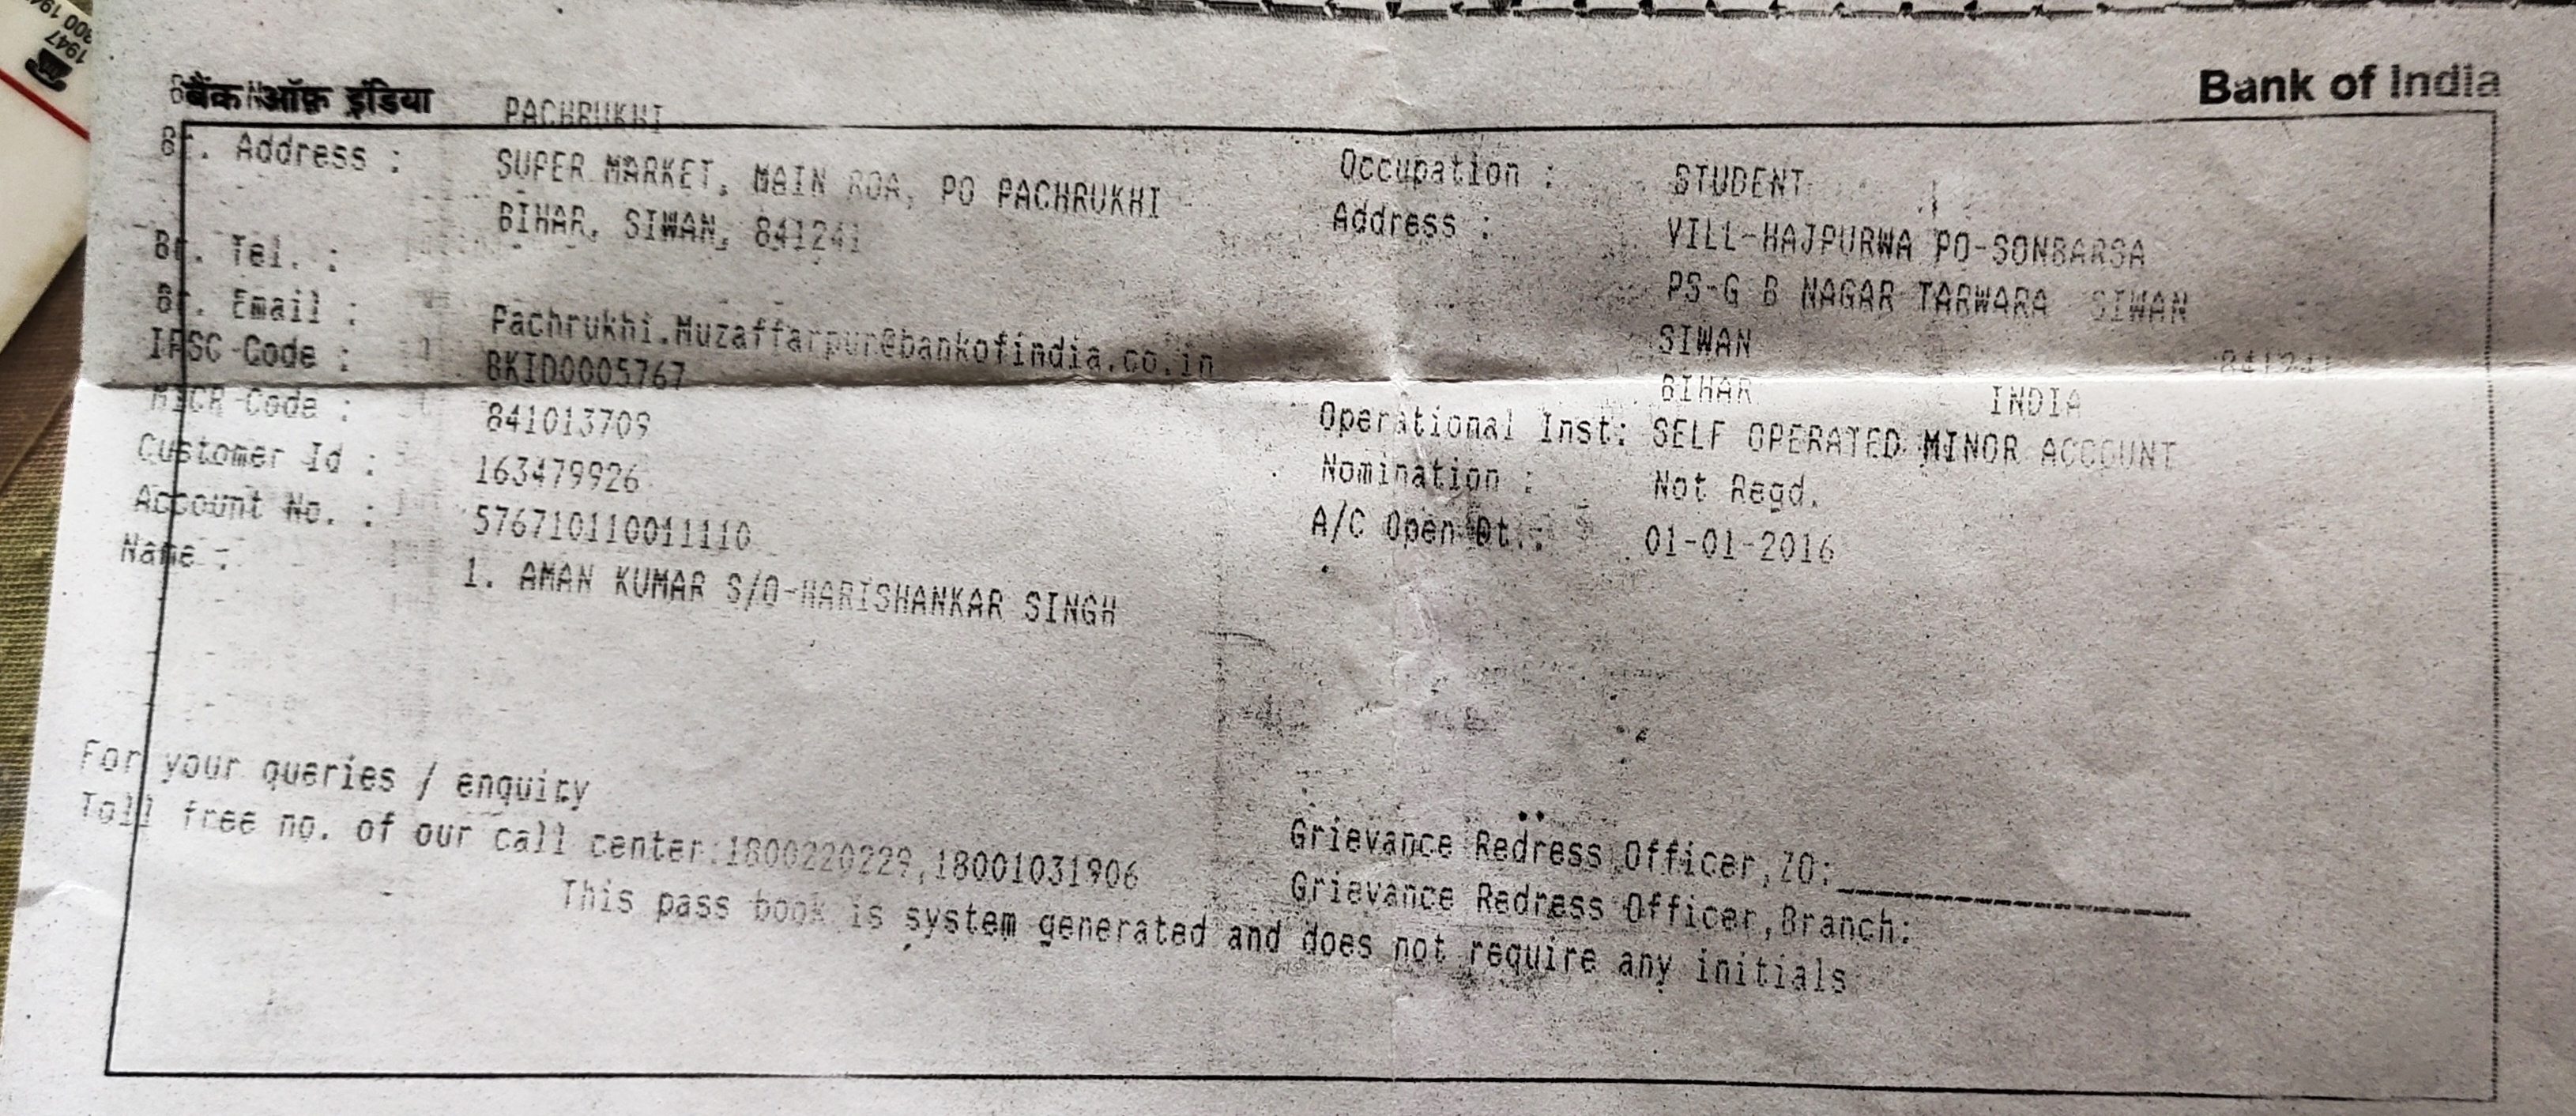 1947
बैंक ऑफ़ इंडिया
Bank of India
PACHRUKHI
Br. Address : SUPER MARKET, MAIN ROA, PO PACHRUKHI
BIHAR, SIWAN, 841241
Br. Tel. :
Br. Email : Pachrukhi.Muzaffarpur@bankofindia.co.in
IFSC Code : BKID0005767
MICR Code : 841013709
Customer Id : 163479926
Account No. : 576710110011110
Name : 1. AMAN KUMAR S/O-HARISHANKAR SINGH
Occupation : STUDENT
Address : VILL-HAJPURWA PO-SONBARSA
PS-G B NAGAR TARWARA SIWAN
SIWAN 841241
BIHAR INDIA
Operational Inst: SELF OPERATED MINOR ACCOUNT
Nomination : Not Regd.
A/C Open Dt.: 01-01-2016
For your queries / enquiry
Toll free no. of our call center:1800220229,18001031906
Grievance Redress Officer,ZO:
Grievance Redress Officer,Branch:
This pass book is system generated and does not require any initials